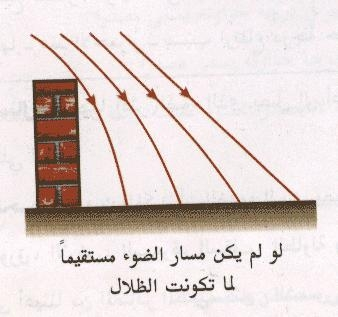 لو لم يكن مسار الضوء مستقيماً
لما تكونت الظلال